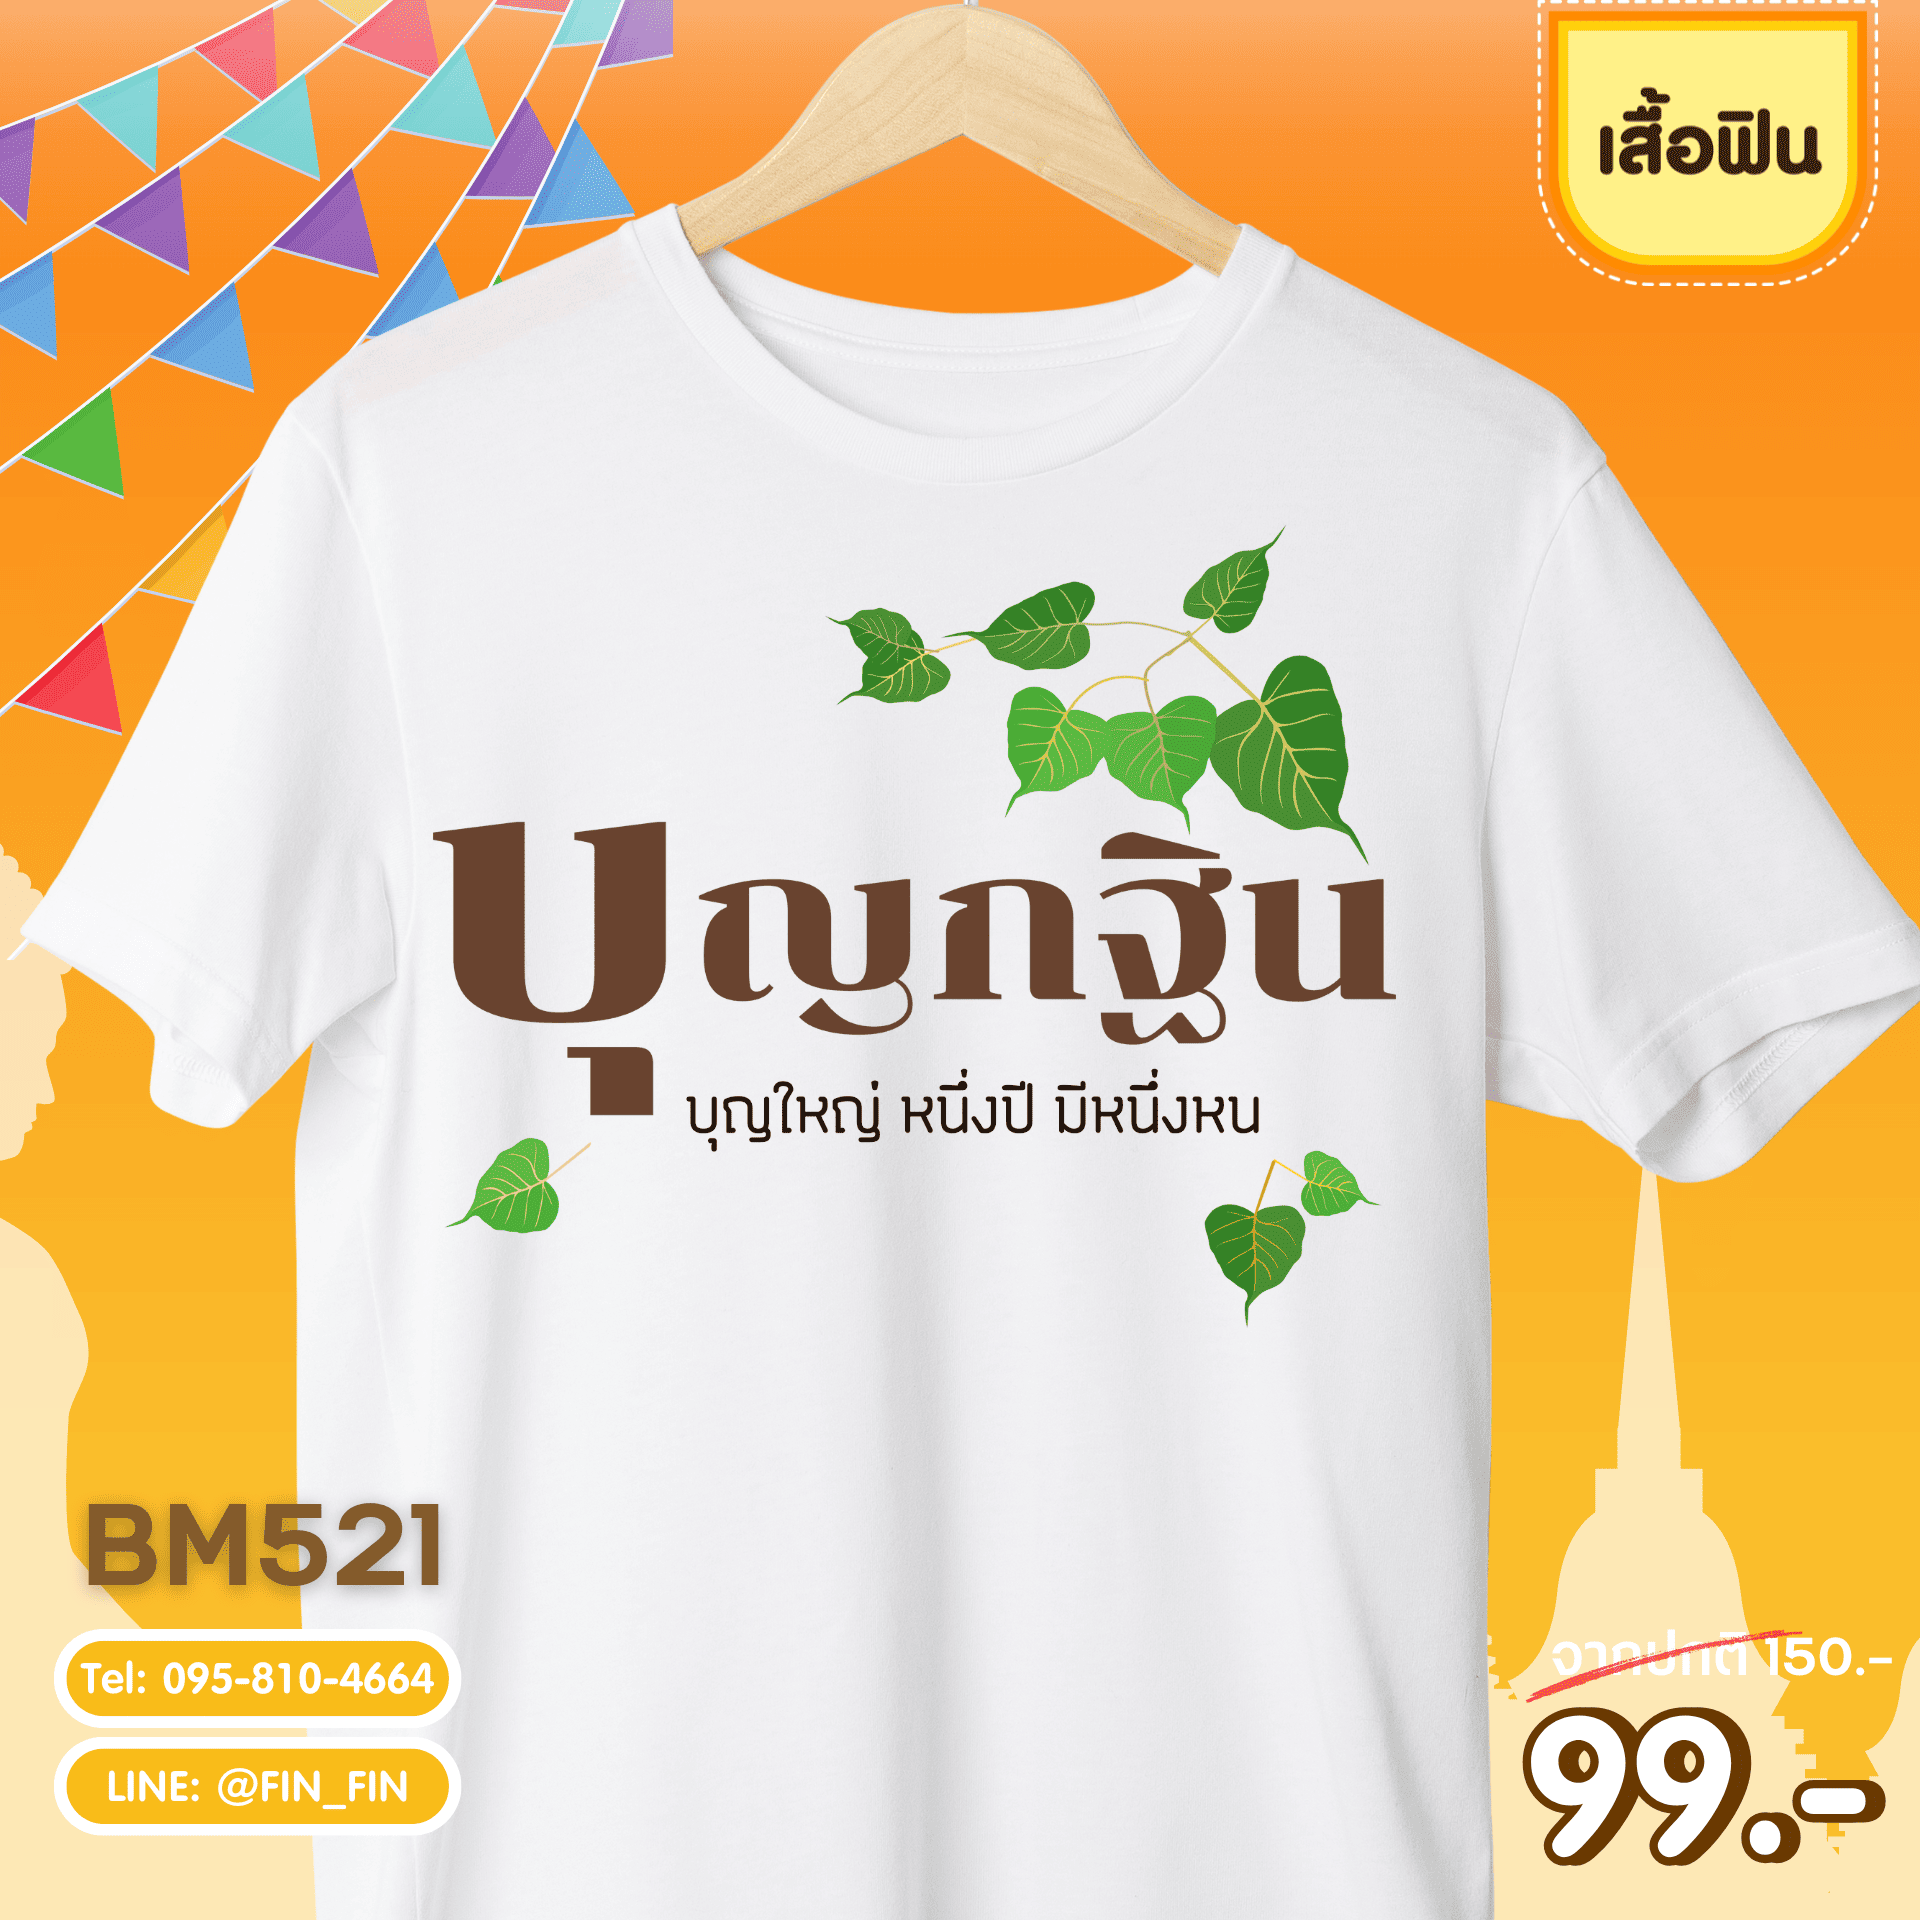 เสื้อฟิน
บุญกฐิน
บุญใหญ่ หนึ่งปี มีหนึ่งหน
BM521
Tel: 095-810-4664
LINE: @FIN_FIN
จากปกติ 150.-
99.-